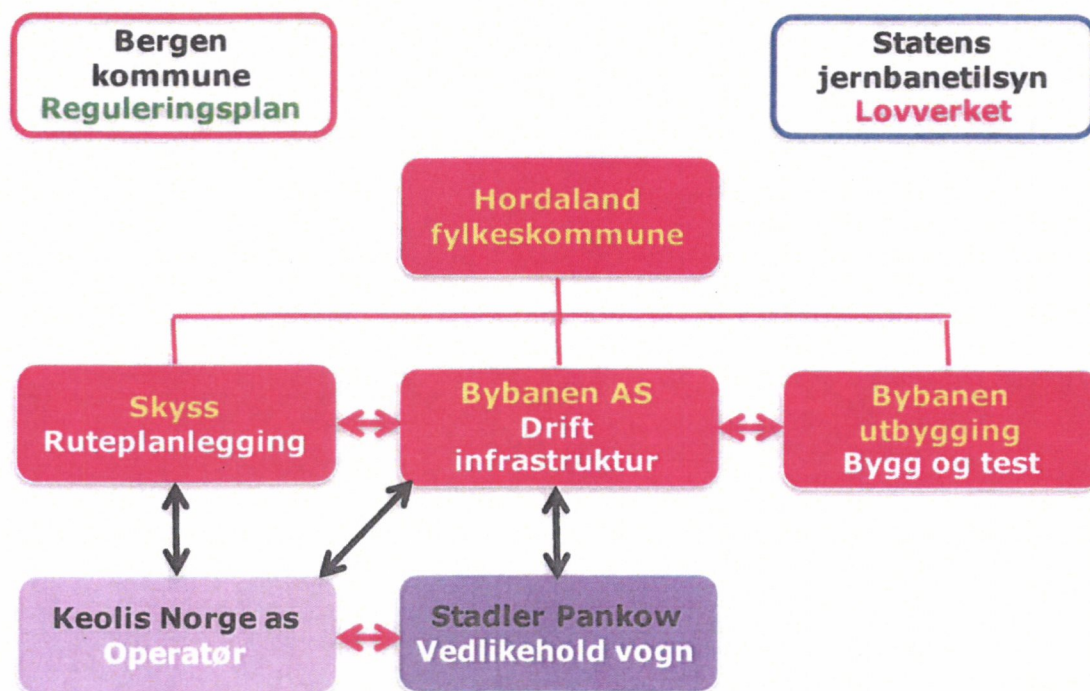 Bergen
kommune
Reguleringsplan
Statens
jernbanetilsyn
Lovverket
Hordaland
fylkeskommune
Skyss
Ruteplanlegging
Bybanen AS
Drift
infrastruktur
Bybanen
utbygging
Bygg og test
Keolis Norge as
Operatør
Stadler Pankow
Vedlikehold vogn